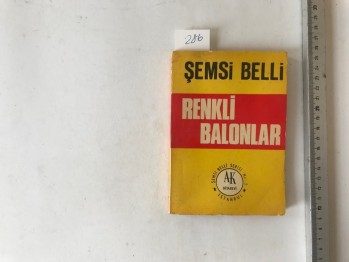 286
ŞEMSİ BELLİ
RENKLİ
BALONLAR
AK
İSTANBUL